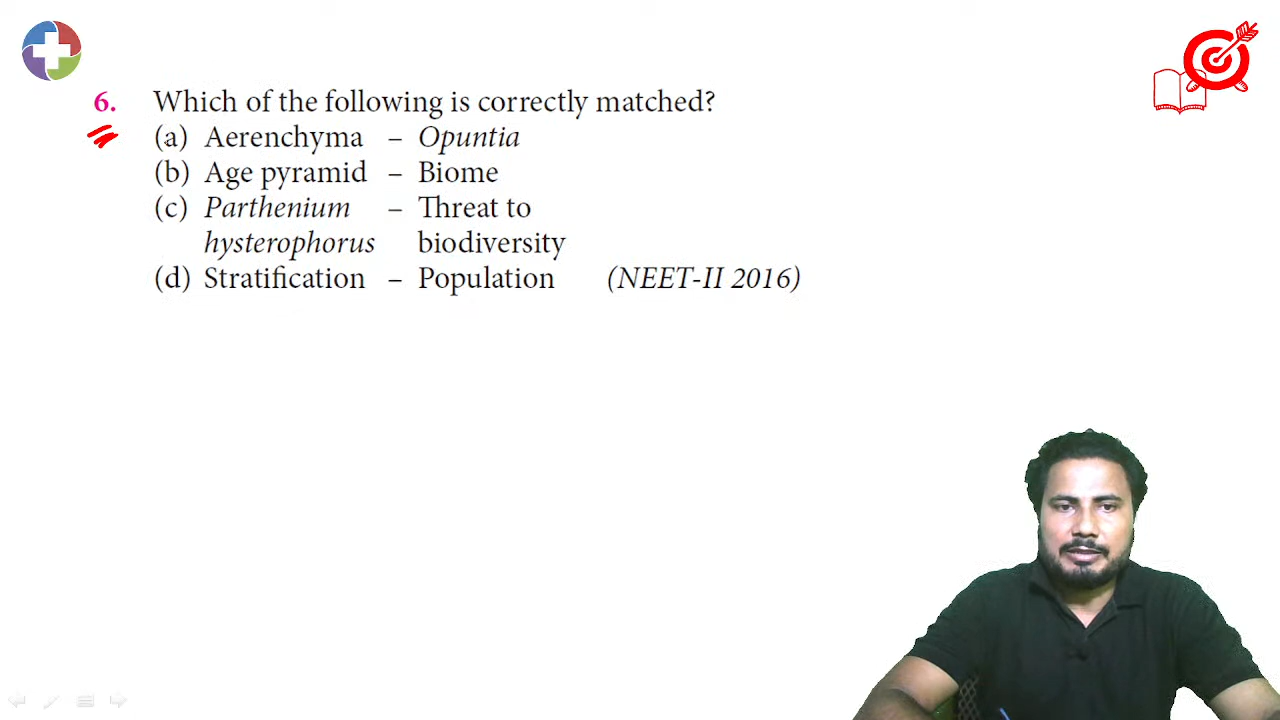 6. Which of the following is correctly matched?
(a) Aerenchyma – Opuntia
(b) Age pyramid – Biome
(c) Parthenium – Threat to
hysterophorus biodiversity
(d) Stratification – Population (NEET-II 2016)